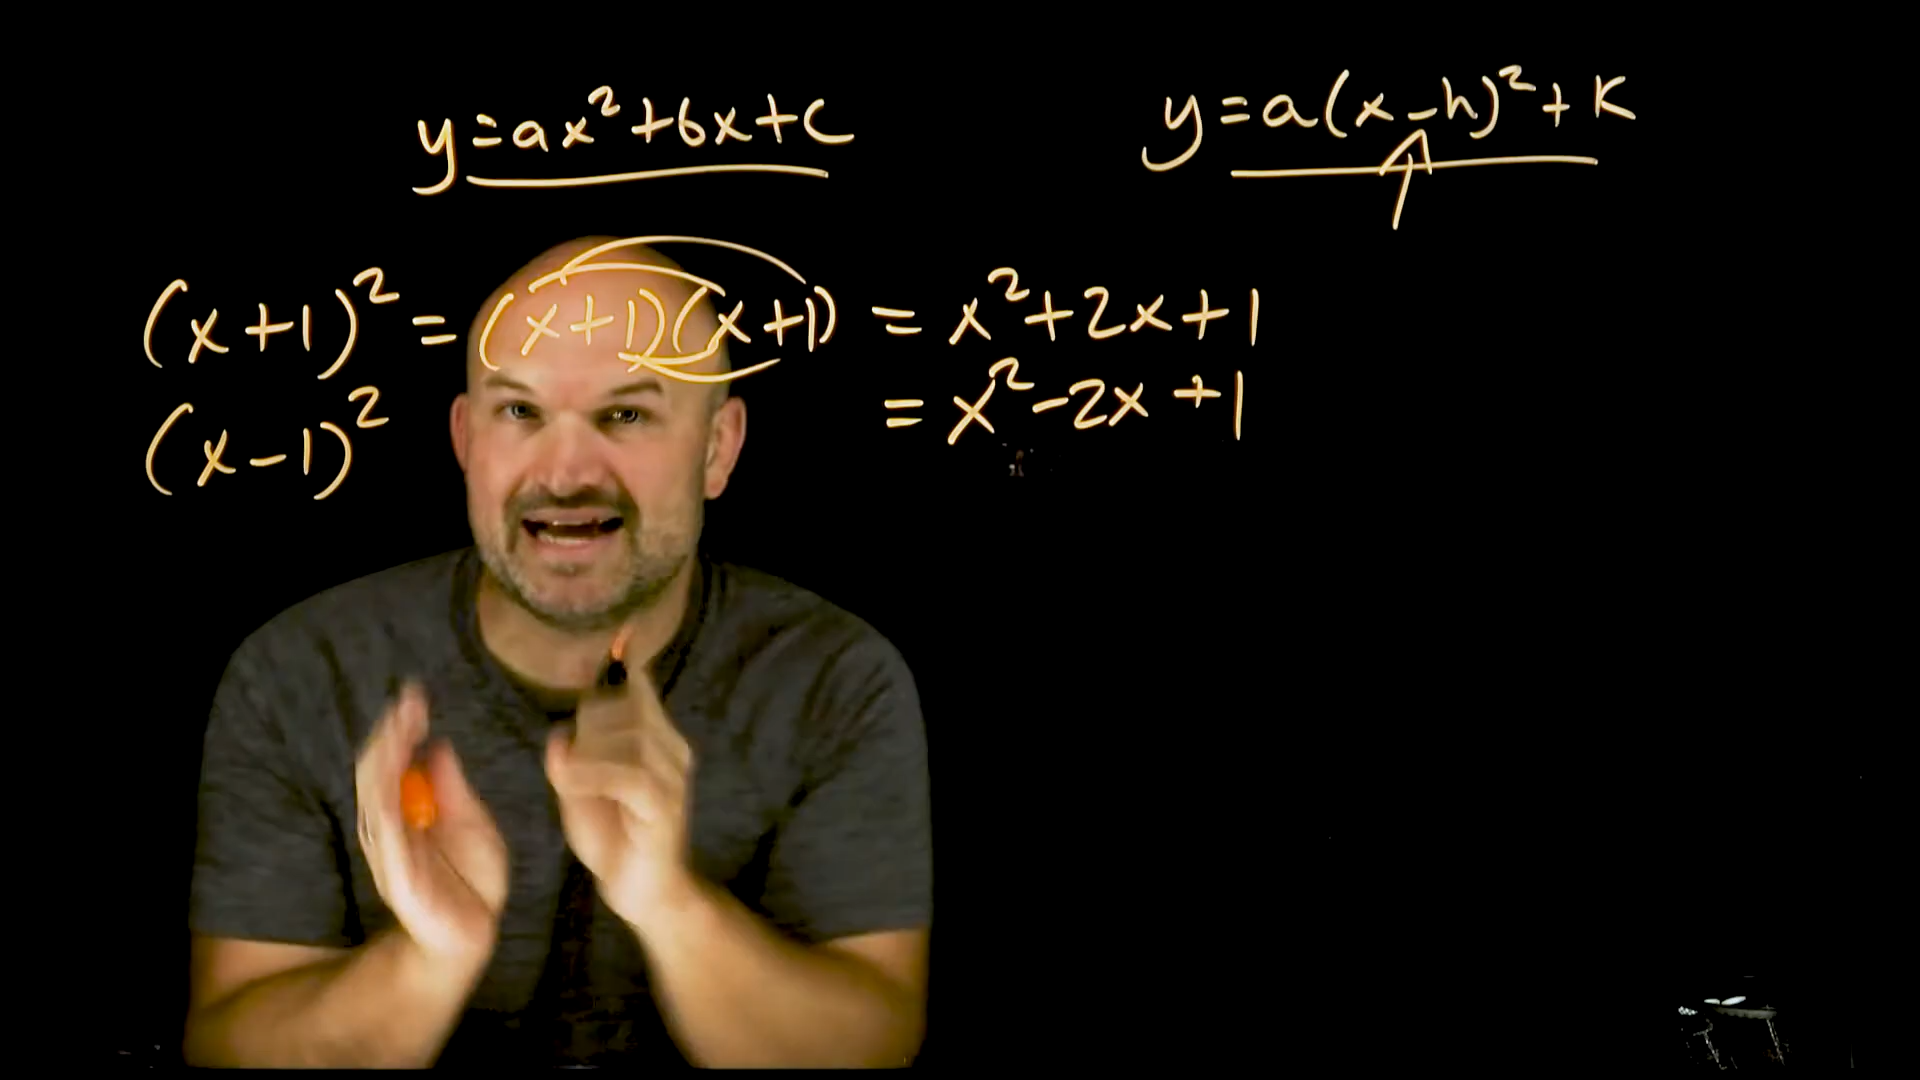 y=ax²+bx+c
y=a(x-h)²+k
(x+1)²=(x+1)(x+1)=x²+2x+1
(x-1)² =x²-2x+1